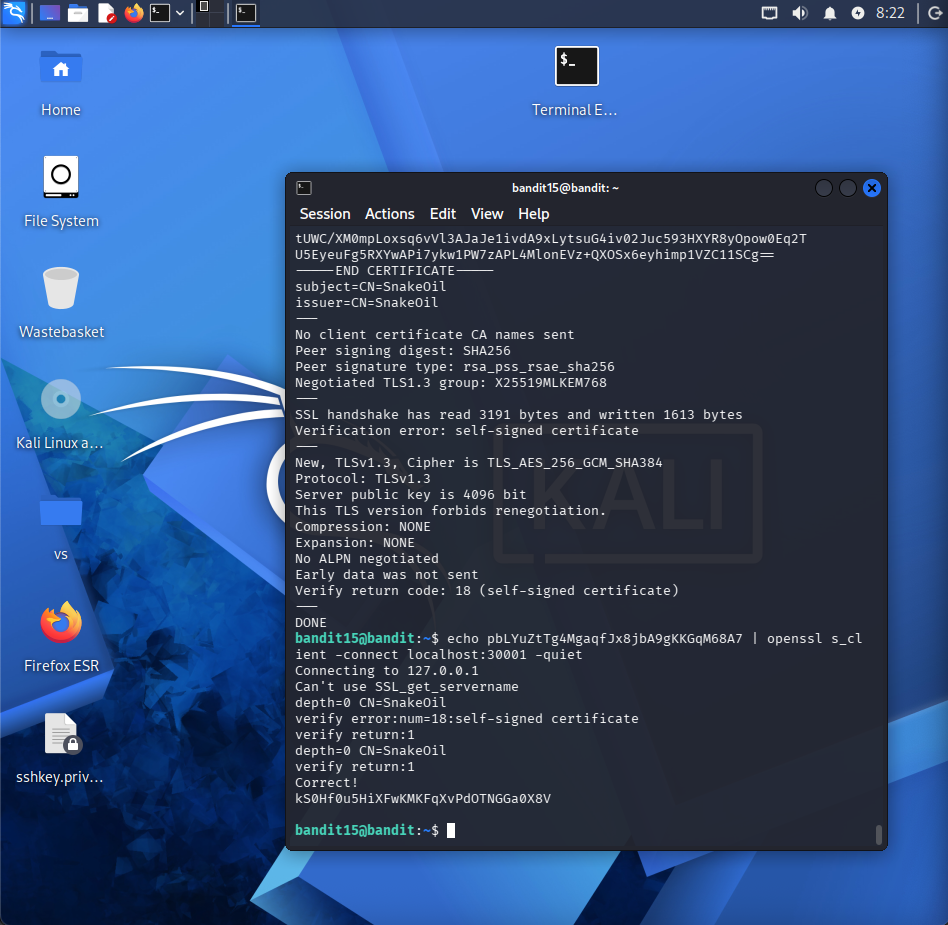 8:22
Home
Terminal E…
File System
Wastebasket
Kali Linux a…
vs
Firefox ESR
sshkey.priv…
$_
bandit15@bandit: ~
Session Actions Edit View Help
tUWC/XM0mpLoxsq6vVl3AJaJe1ivdA9xLytsuG4iv02Juc593HXYR8yOpow0Eq2T
U5EyeuFg5RXYwAPi7ykw1PW7zAPL4MlonEVz+QXOSx6eyhimp1VZC11SCg==
-----END CERTIFICATE-----
subject=CN=SnakeOil
issuer=CN=SnakeOil
---
No client certificate CA names sent
Peer signing digest: SHA256
Peer signature type: rsa_pss_rsae_sha256
Negotiated TLS1.3 group: X25519MLKEM768
---
SSL handshake has read 3191 bytes and written 1613 bytes
Verification error: self-signed certificate
---
New, TLSv1.3, Cipher is TLS_AES_256_GCM_SHA384
Protocol: TLSv1.3
Server public key is 4096 bit
This TLS version forbids renegotiation.
Compression: NONE
Expansion: NONE
No ALPN negotiated
Early data was not sent
Verify return code: 18 (self-signed certificate)
---
DONE
bandit15@bandit:~$ echo pbLYuZtTg4MgaqfJx8jbA9gKKGqM68A7 | openssl s_cl
ient -connect localhost:30001 -quiet
Connecting to 127.0.0.1
Can't use SSL_get_servername
depth=0 CN=SnakeOil
verify error:num=18:self-signed certificate
verify return:1
depth=0 CN=SnakeOil
verify return:1
Correct!
kS0Hf0u5HiXFwKMKFqXvPdOTNGGa0X8V
bandit15@bandit:~$
KALI